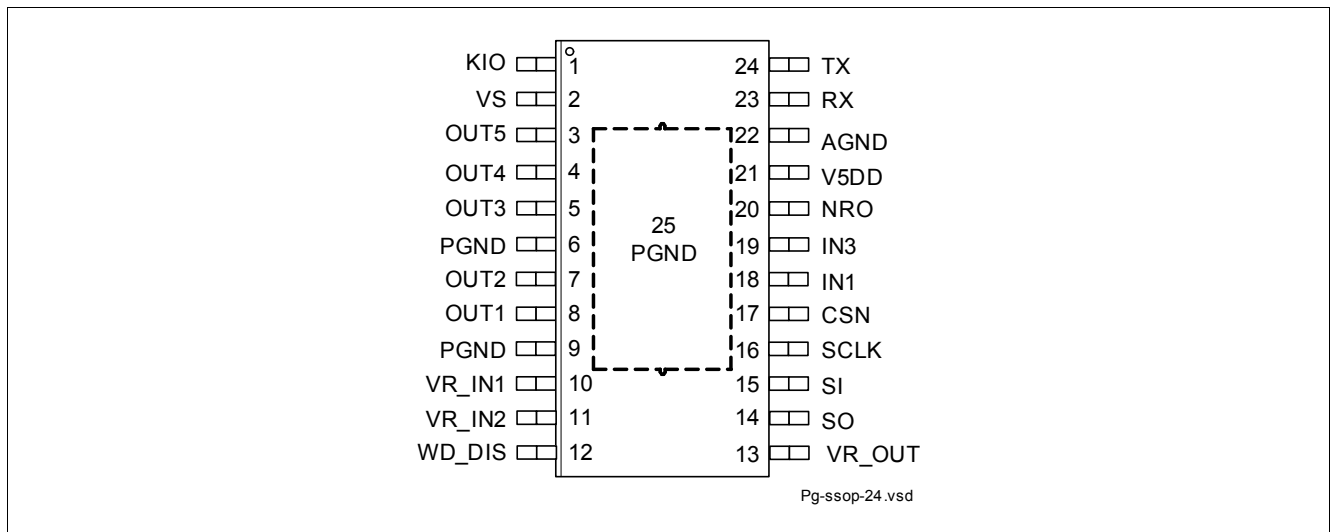 KIO 1 24 TX
VS 2 23 RX
OUT5 3 22 AGND
OUT4 4 21 V5DD
OUT3 5 20 NRO
PGND 6 19 IN3
OUT2 7 18 IN1
OUT1 8 17 CSN
PGND 9 16 SCLK
VR_IN1 10 15 SI
VR_IN2 11 14 SO
WD_DIS 12 13 VR_OUT
25
PGND
Pg-ssop-24.vsd